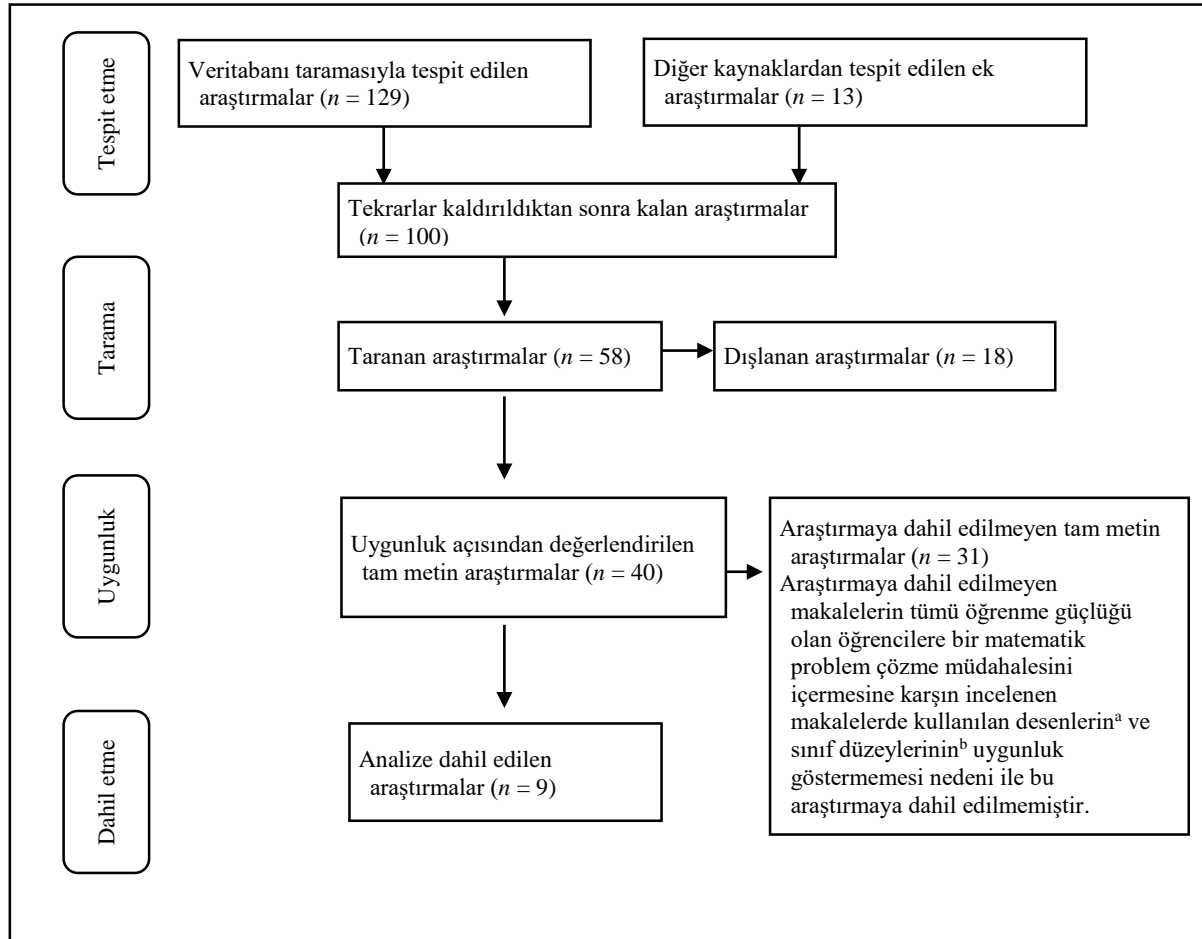 Tespit etme
Veritabanı taramasıyla tespit edilen
araştırmalar (n = 129)
Diğer kaynaklardan tespit edilen ek
araştırmalar (n = 13)
Tekrarlar kaldırıldıktan sonra kalan araştırmalar
(n = 100)
Tarama
Taranan araştırmalar (n = 58)
Dışlanan araştırmalar (n = 18)
Uygunluk
Uygunluk açısından değerlendirilen
tam metin araştırmalar (n = 40)
Araştırmaya dahil edilmeyen tam metin
araştırmalar (n = 31)
Araştırmaya dahil edilmeyen
makalelerin tümü öğrenme güçlüğü
olan öğrencilere bir matematik
problem çözme müdahalesini
içermesine karşın incelenen
makalelerde kullanılan desenlerinᵃ ve
sınıf düzeylerininᵇ uygunluk
göstermemesi nedeni ile bu
araştırmaya dahil edilmemiştir.
Dahil etme
Analize dahil edilen
araştırmalar (n = 9)